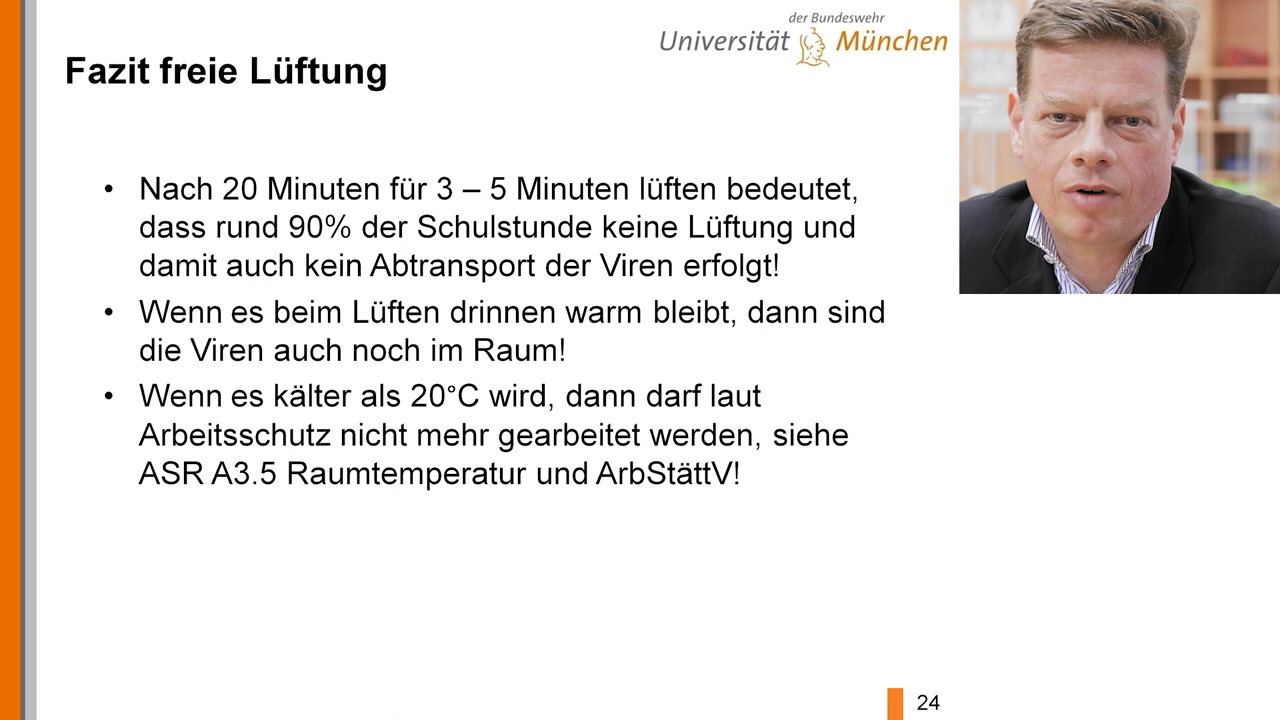 der Bundeswehr
Universität München
Fazit freie Lüftung
• Nach 20 Minuten für 3 – 5 Minuten lüften bedeutet,
dass rund 90% der Schulstunde keine Lüftung und
damit auch kein Abtransport der Viren erfolgt!
• Wenn es beim Lüften drinnen warm bleibt, dann sind
die Viren auch noch im Raum!
• Wenn es kälter als 20°C wird, dann darf laut
Arbeitsschutz nicht mehr gearbeitet werden, siehe
ASR A3.5 Raumtemperatur und ArbStättV!
24